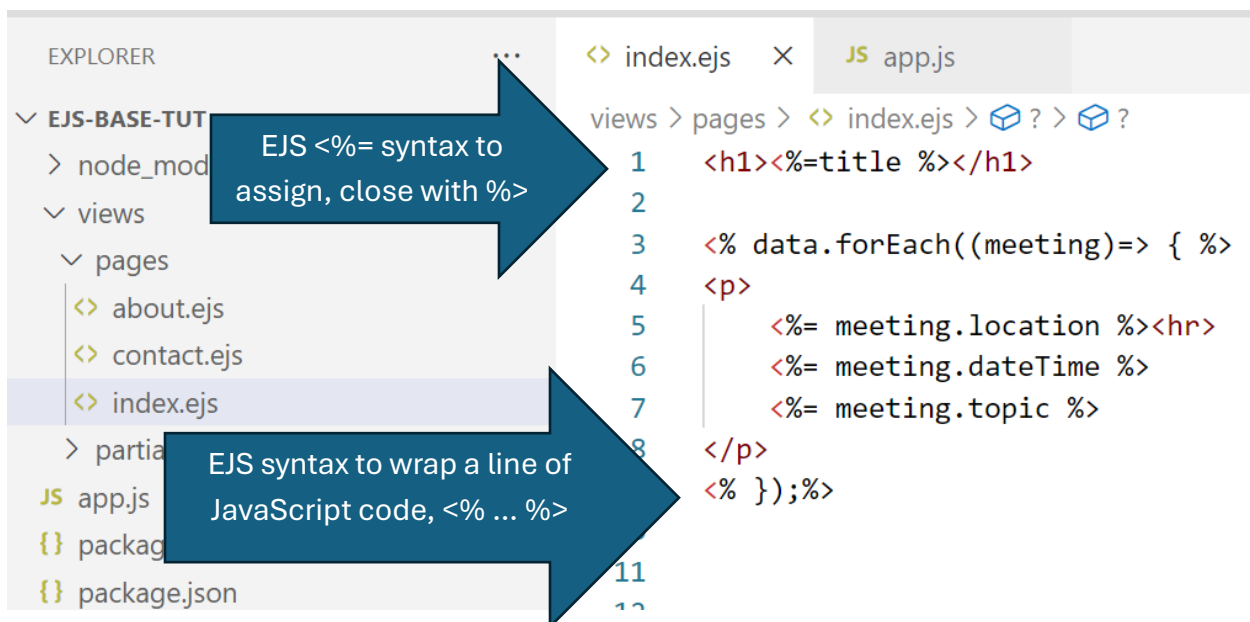 EXPLORER
...
EJS-BASE-TUT
node_mod
views
pages
about.ejs
contact.ejs
index.ejs
partia
JS app.js
{} packag
{} package.json
EJS <%= syntax to
assign, close with %>
EJS syntax to wrap a line of
JavaScript code, <% ... %>
<> index.ejs ×
JS app.js
views > pages > <> index.ejs > ? > ?
1 <h1><%=title %></h1>
2
3 <% data.forEach((meeting)=> { %>
4 <p>
5 <%= meeting.location %><hr>
6 <%= meeting.dateTime %>
7 <%= meeting.topic %>
8 </p>
<% });%>
11
12